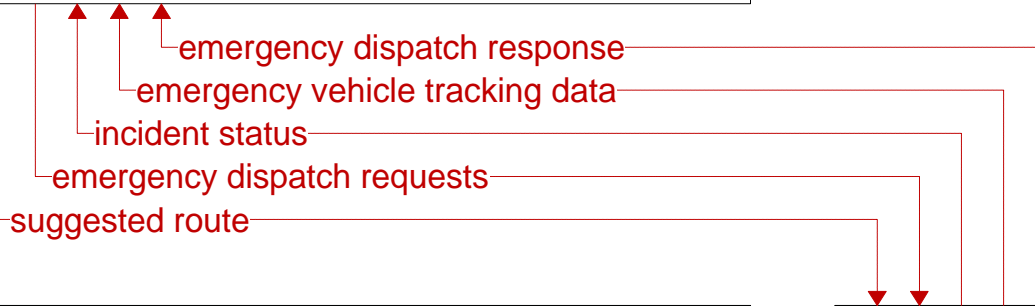 emergency dispatch response
emergency vehicle tracking data
incident status
emergency dispatch requests
suggested route